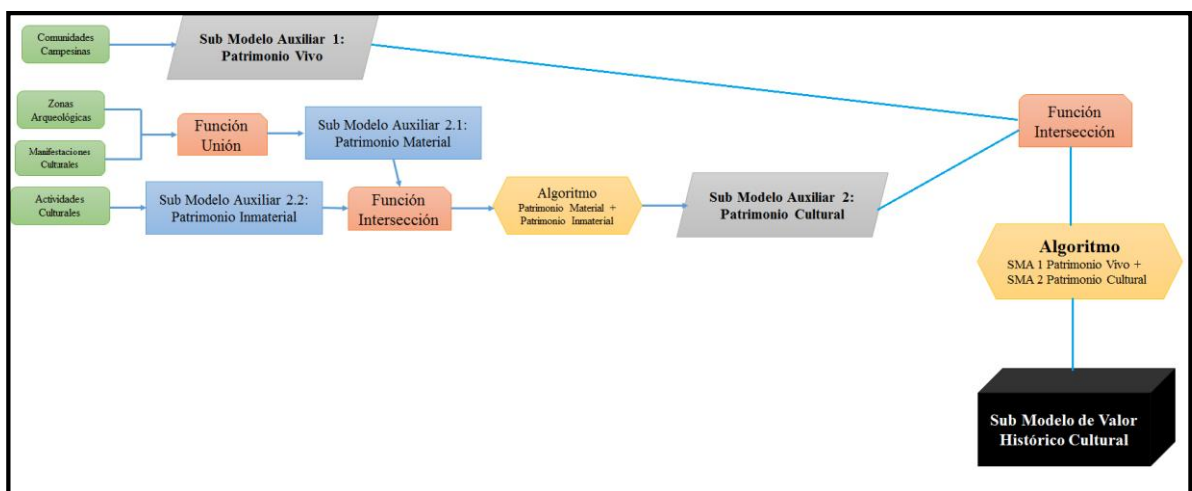 Comunidades
Campesinas
Sub Modelo Auxiliar 1:
Patrimonio Vivo
Zonas
Arqueológicas
Manifestaciones
Culturales
Función
Unión
Sub Modelo Auxiliar 2.1:
Patrimonio Material
Actividades
Culturales
Sub Modelo Auxiliar 2.2:
Patrimonio Inmaterial
Función
Intersección
Algoritmo
Patrimonio Material +
Patrimonio Inmaterial
Sub Modelo Auxiliar 2:
Patrimonio Cultural
Función
Intersección
Algoritmo
SMA 1 Patrimonio Vivo +
SMA 2 Patrimonio Cultural
Sub Modelo de Valor
Histórico Cultural